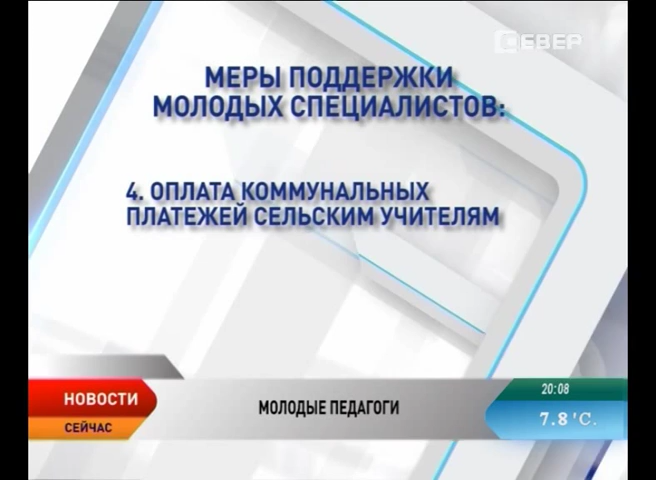 СЕВЕР
МЕРЫ ПОДДЕРЖКИ
МОЛОДЫХ СПЕЦИАЛИСТОВ:
4. ОПЛАТА КОММУНАЛЬНЫХ
ПЛАТЕЖЕЙ СЕЛЬСКИМ УЧИТЕЛЯМ
НОВОСТИ
СЕЙЧАС
МОЛОДЫЕ ПЕДАГОГИ
20:08
7.8 'C.